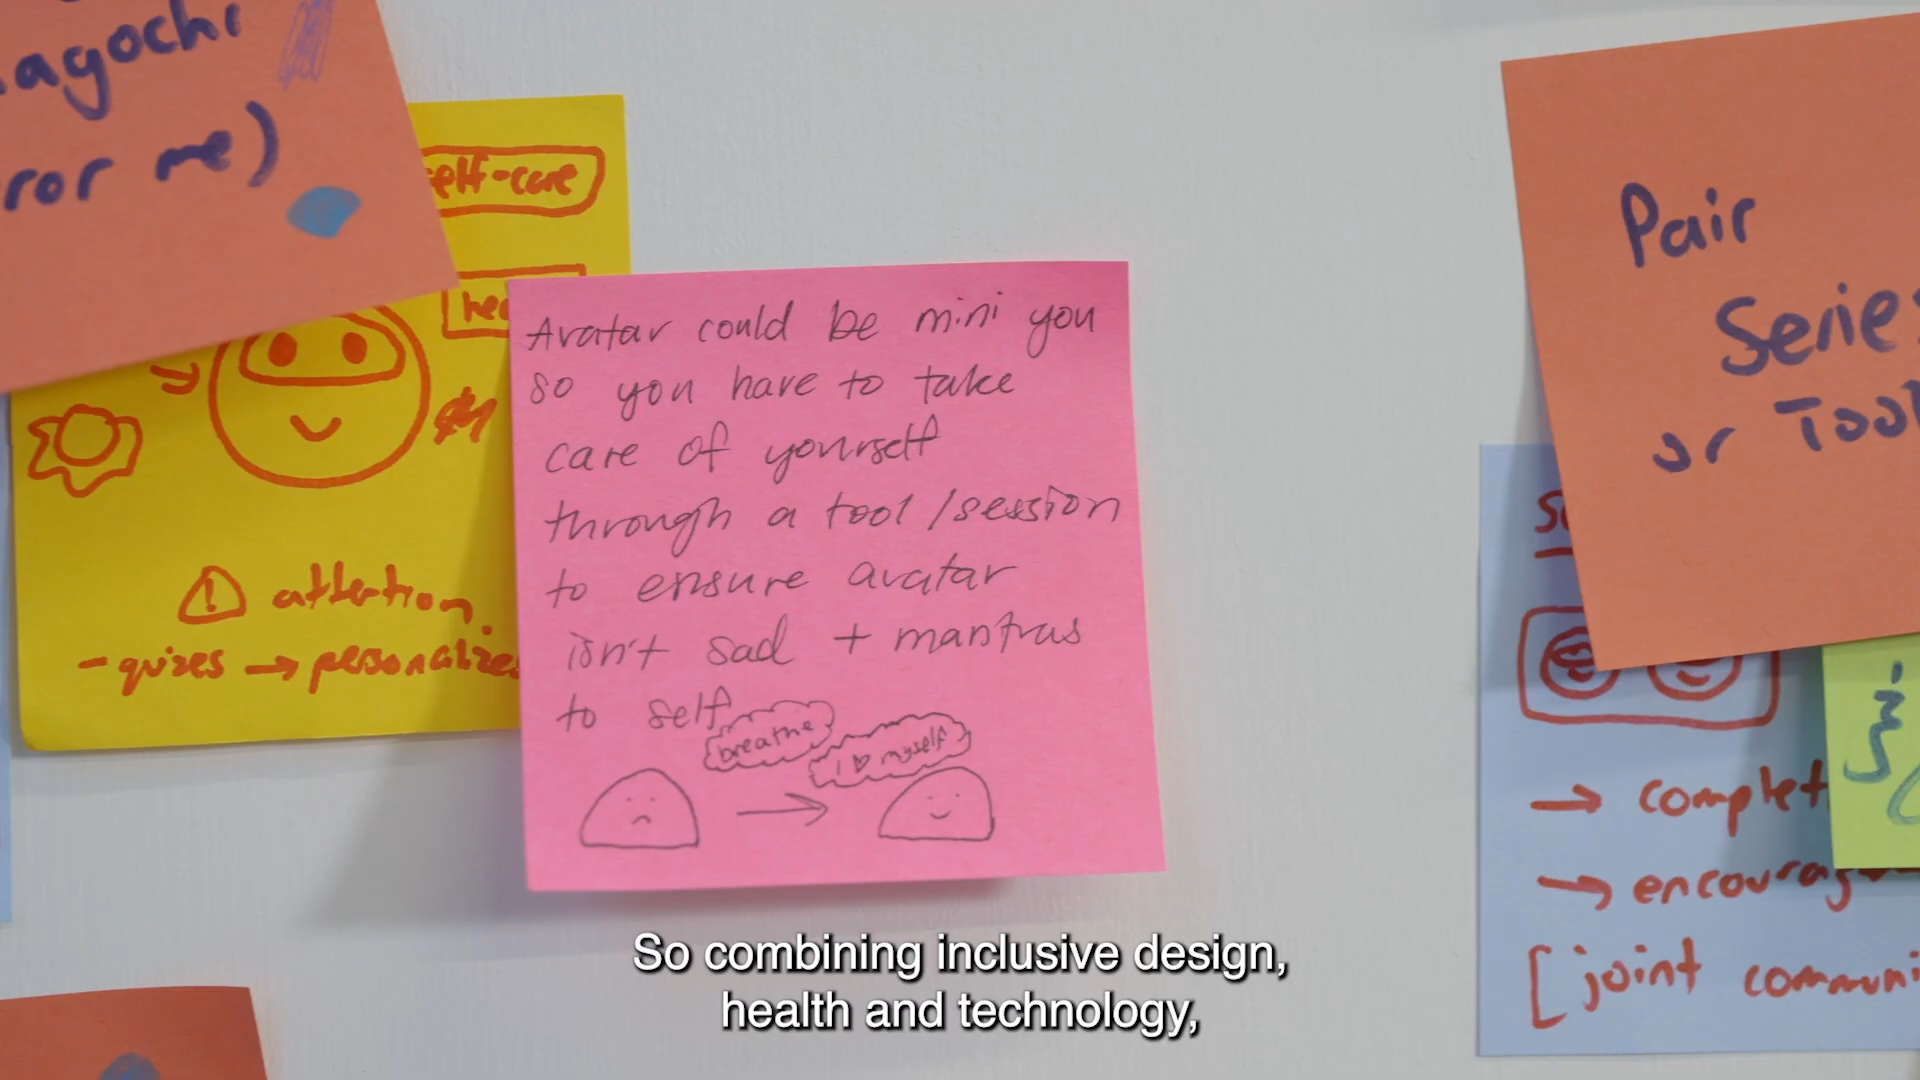 agochi
ror me)
self-care
! attention
- quizes → personalize
Avatar could be mini you
so you have to take
care of yourself
through a tool /session
to ensure avatar
isn't sad + mantras
to self
breathe
I ♡ myself
→
Pair
Series
or Tool
→ complet
→ encourag
[joint communi
So combining inclusive design,
health and technology,